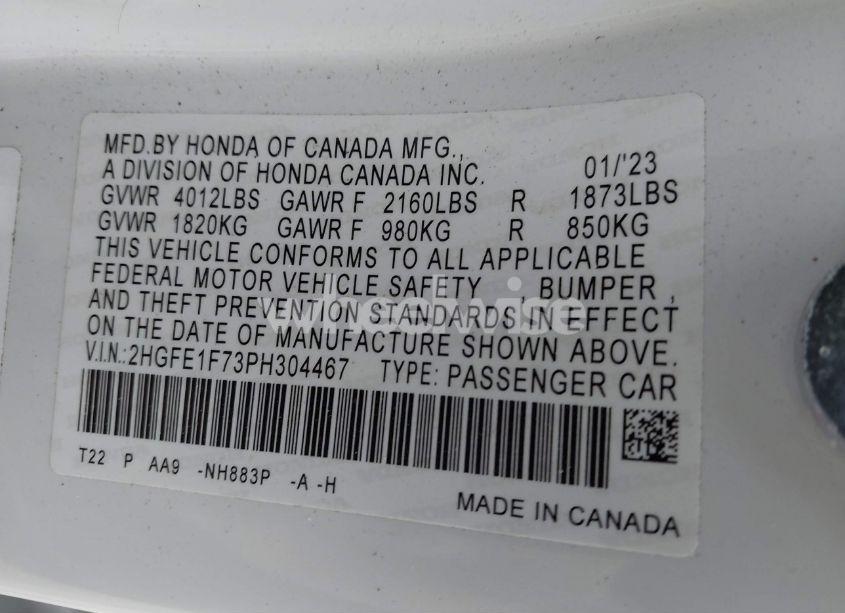 MFD.BY HONDA OF CANADA MFG.,
A DIVISION OF HONDA CANADA INC. 01/'23
GVWR 4012LBS GAWR F 2160LBS R 1873LBS
GVWR 1820KG GAWR F 980KG R 850KG
THIS VEHICLE CONFORMS TO ALL APPLICABLE
FEDERAL MOTOR VEHICLE SAFETY , BUMPER ,
AND THEFT PREVENTION STANDARDS IN EFFECT
ON THE DATE OF MANUFACTURE SHOWN ABOVE.
V.I.N.:2HGFE1F73PH304467 TYPE: PASSENGER CAR
T22 P AA9 -NH883P -A -H
MADE IN CANADA
wheelwise